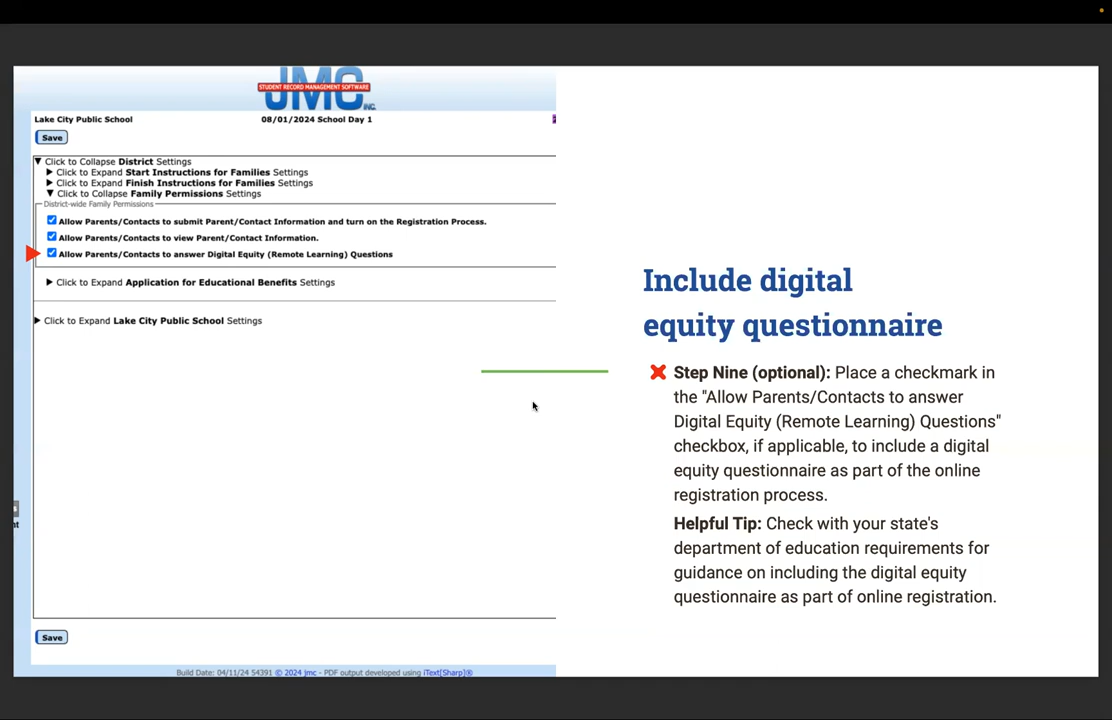 JMC
STUDENT RECORD MANAGEMENT SOFTWARE
INC.
Lake City Public School
08/01/2024 School Day 1
Save
Click to Collapse District Settings
Click to Expand Start Instructions for Families Settings
Click to Expand Finish Instructions for Families Settings
Click to Collapse Family Permissions Settings
District-wide Family Permissions
Allow Parents/Contacts to submit Parent/Contact Information and turn on the Registration Process.
Allow Parents/Contacts to view Parent/Contact Information.
Allow Parents/Contacts to answer Digital Equity (Remote Learning) Questions
Click to Expand Application for Educational Benefits Settings
Click to Expand Lake City Public School Settings
Save
Build Date: 04/11/24 54391 © 2024 jmc - PDF output developed using iText[Sharp]®
Include digital
equity questionnaire
Step Nine (optional): Place a checkmark in
the "Allow Parents/Contacts to answer
Digital Equity (Remote Learning) Questions"
checkbox, if applicable, to include a digital
equity questionnaire as part of the online
registration process.
Helpful Tip: Check with your state's
department of education requirements for
guidance on including the digital equity
questionnaire as part of online registration.